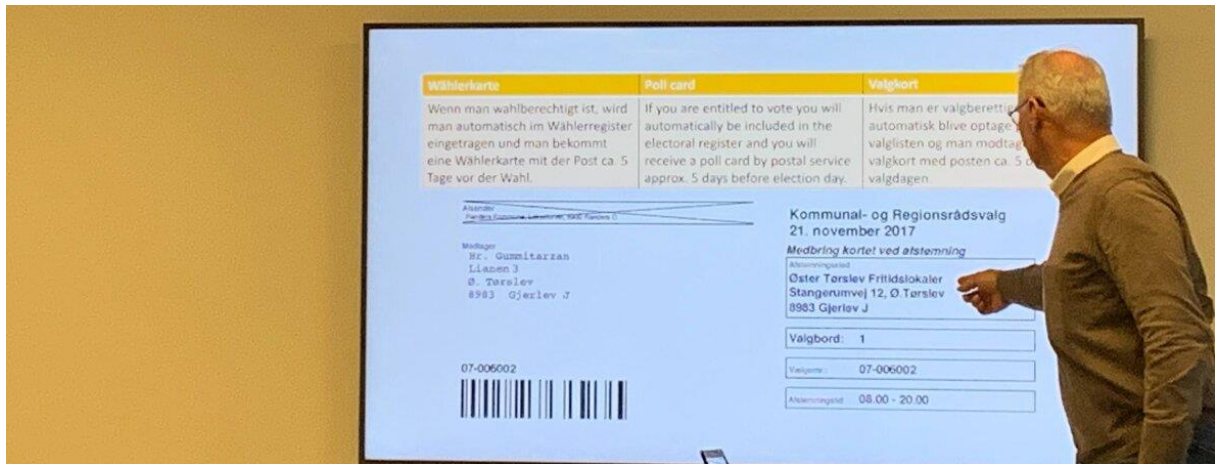 Wählerkarte
Wenn man wahlberechtigt ist, wird
man automatisch im Wählerregister
eingetragen und man bekommt
eine Wählerkarte mit der Post ca. 5
Tage vor der Wahl.
Poll card
If you are entitled to vote you will
automatically be included in the
electoral register and you will
receive a poll card by postal service
approx. 5 days before election day.
Valgkort
Hvis man er valgberettig
automatisk blive optage
valglisten og man modtag
valgkort med posten ca. 5 d
valgdagen.
Afsender
Randers Kommune,
Modtager
Hr. Gummitarzan
Lianen 3
Ø. Tørslev
8983 Gjerlev J
07-006002
Kommunal- og Regionsrådsvalg
21. november 2017
Medbring kortet ved afstemning
Afstemningssted
Øster Tørslev Fritidslokaler
Stangerumvej 12, Ø.Tørslev
8983 Gjerlev J
Valgbord: 1
Vælgernr.: 07-006002
Afstemningstid 08.00 - 20.00